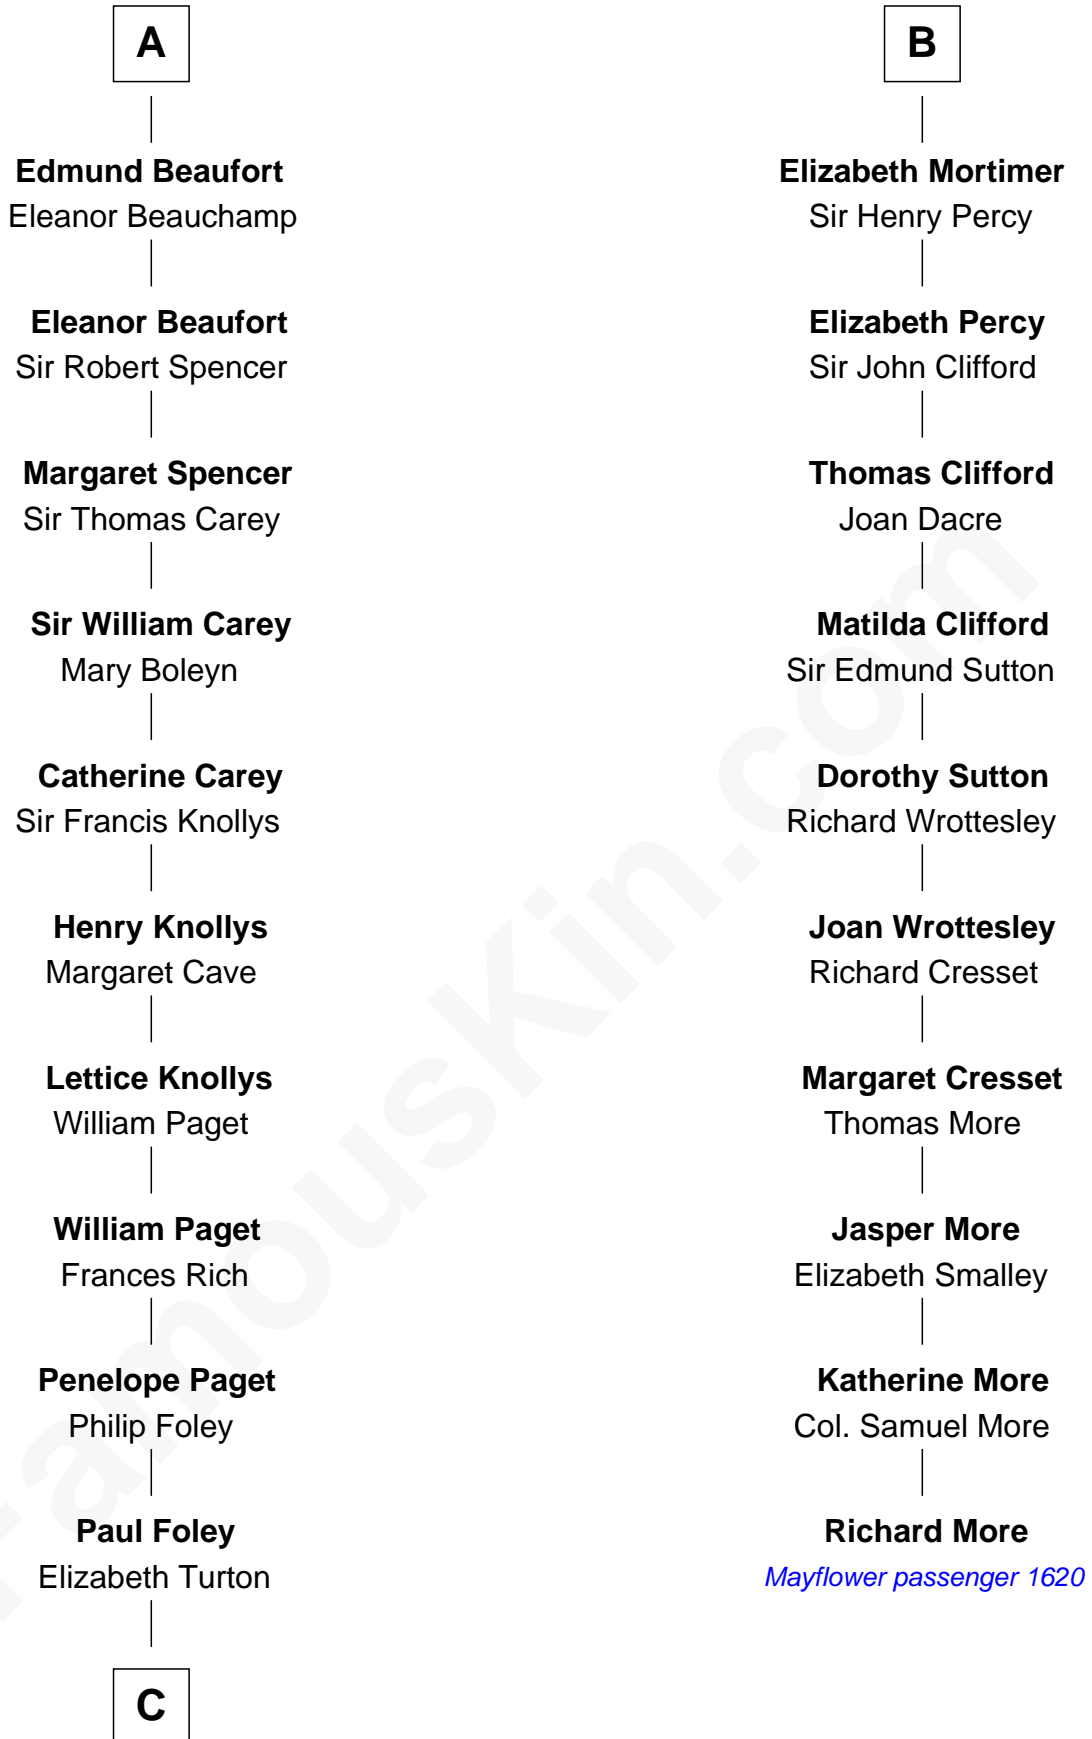 A
Edmund Beaufort
Eleanor Beauchamp
Eleanor Beaufort
Sir Robert Spencer
Margaret Spencer
Sir Thomas Carey
Sir William Carey
Mary Boleyn
Catherine Carey
Sir Francis Knollys
Henry Knollys
Margaret Cave
Lettice Knollys
William Paget
William Paget
Frances Rich
Penelope Paget
Philip Foley
Paul Foley
Elizabeth Turton
C
B
Elizabeth Mortimer
Sir Henry Percy
Elizabeth Percy
Sir John Clifford
Thomas Clifford
Joan Dacre
Matilda Clifford
Sir Edmund Sutton
Dorothy Sutton
Richard Wrottesley
Joan Wrottesley
Richard Cresset
Margaret Cresset
Thomas More
Jasper More
Elizabeth Smalley
Katherine More
Col. Samuel More
Richard More
Mayflower passenger 1620
FamousKin.com